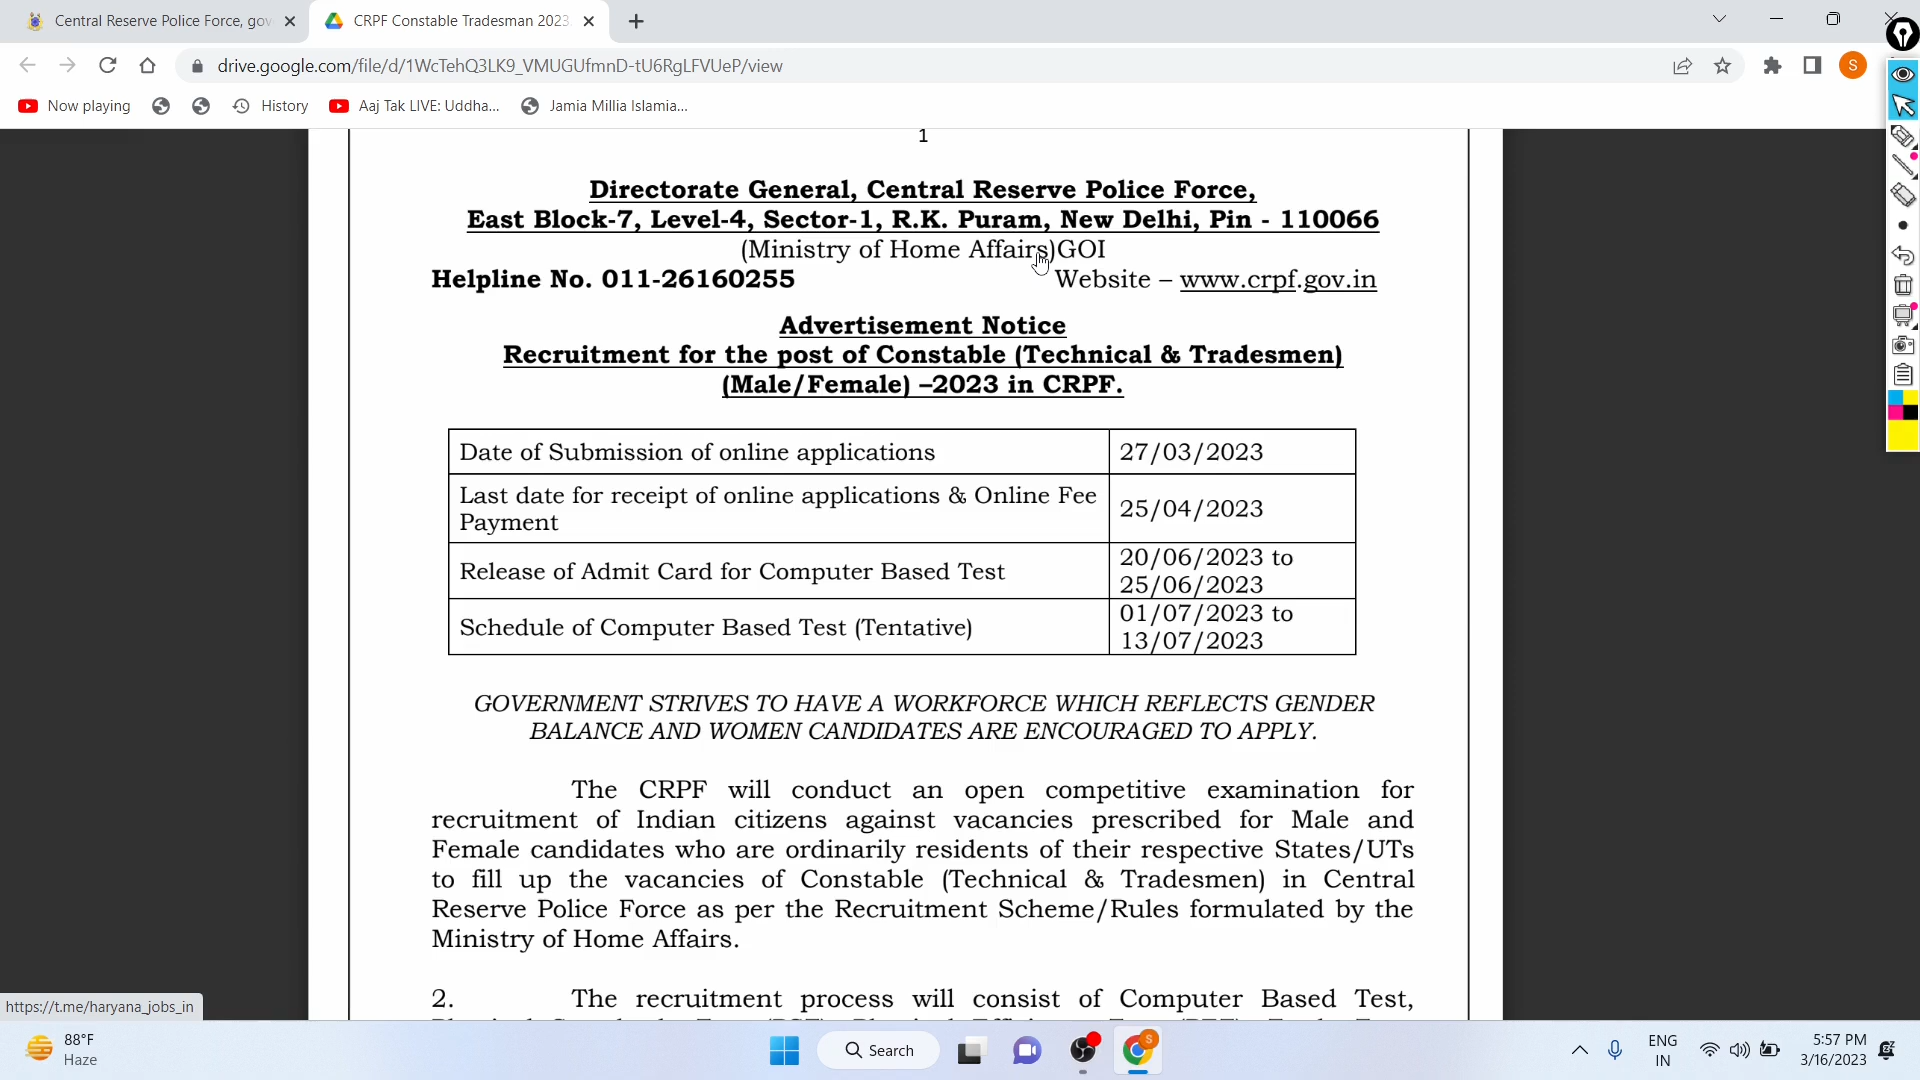 Central Reserve Police Force, gov
CRPF Constable Tradesman 2023
drive.google.com/file/d/1WcTehQ3LK9_VMUGUfmnD-tU6RgLFVUeP/view
S
Now playing
History
Aaj Tak LIVE: Uddha...
Jamia Millia Islamia...
1
Directorate General, Central Reserve Police Force,
East Block-7, Level-4, Sector-1, R.K. Puram, New Delhi, Pin - 110066
(Ministry of Home Affairs)GOI
Helpline No. 011-26160255 Website – www.crpf.gov.in
Advertisement Notice
Recruitment for the post of Constable (Technical & Tradesmen)
(Male/Female) –2023 in CRPF.
Date of Submission of online applications 27/03/2023
Last date for receipt of online applications & Online Fee
Payment 25/04/2023
Release of Admit Card for Computer Based Test 20/06/2023 to
25/06/2023
Schedule of Computer Based Test (Tentative) 01/07/2023 to
13/07/2023
GOVERNMENT STRIVES TO HAVE A WORKFORCE WHICH REFLECTS GENDER
BALANCE AND WOMEN CANDIDATES ARE ENCOURAGED TO APPLY.
The CRPF will conduct an open competitive examination for
recruitment of Indian citizens against vacancies prescribed for Male and
Female candidates who are ordinarily residents of their respective States/UTs
to fill up the vacancies of Constable (Technical & Tradesmen) in Central
Reserve Police Force as per the Recruitment Scheme/Rules formulated by the
Ministry of Home Affairs.
2. The recruitment process will consist of Computer Based Test,
https://t.me/haryana_jobs_in
88°F
Haze
Search
S
ENG
IN
5:57 PM
3/16/2023